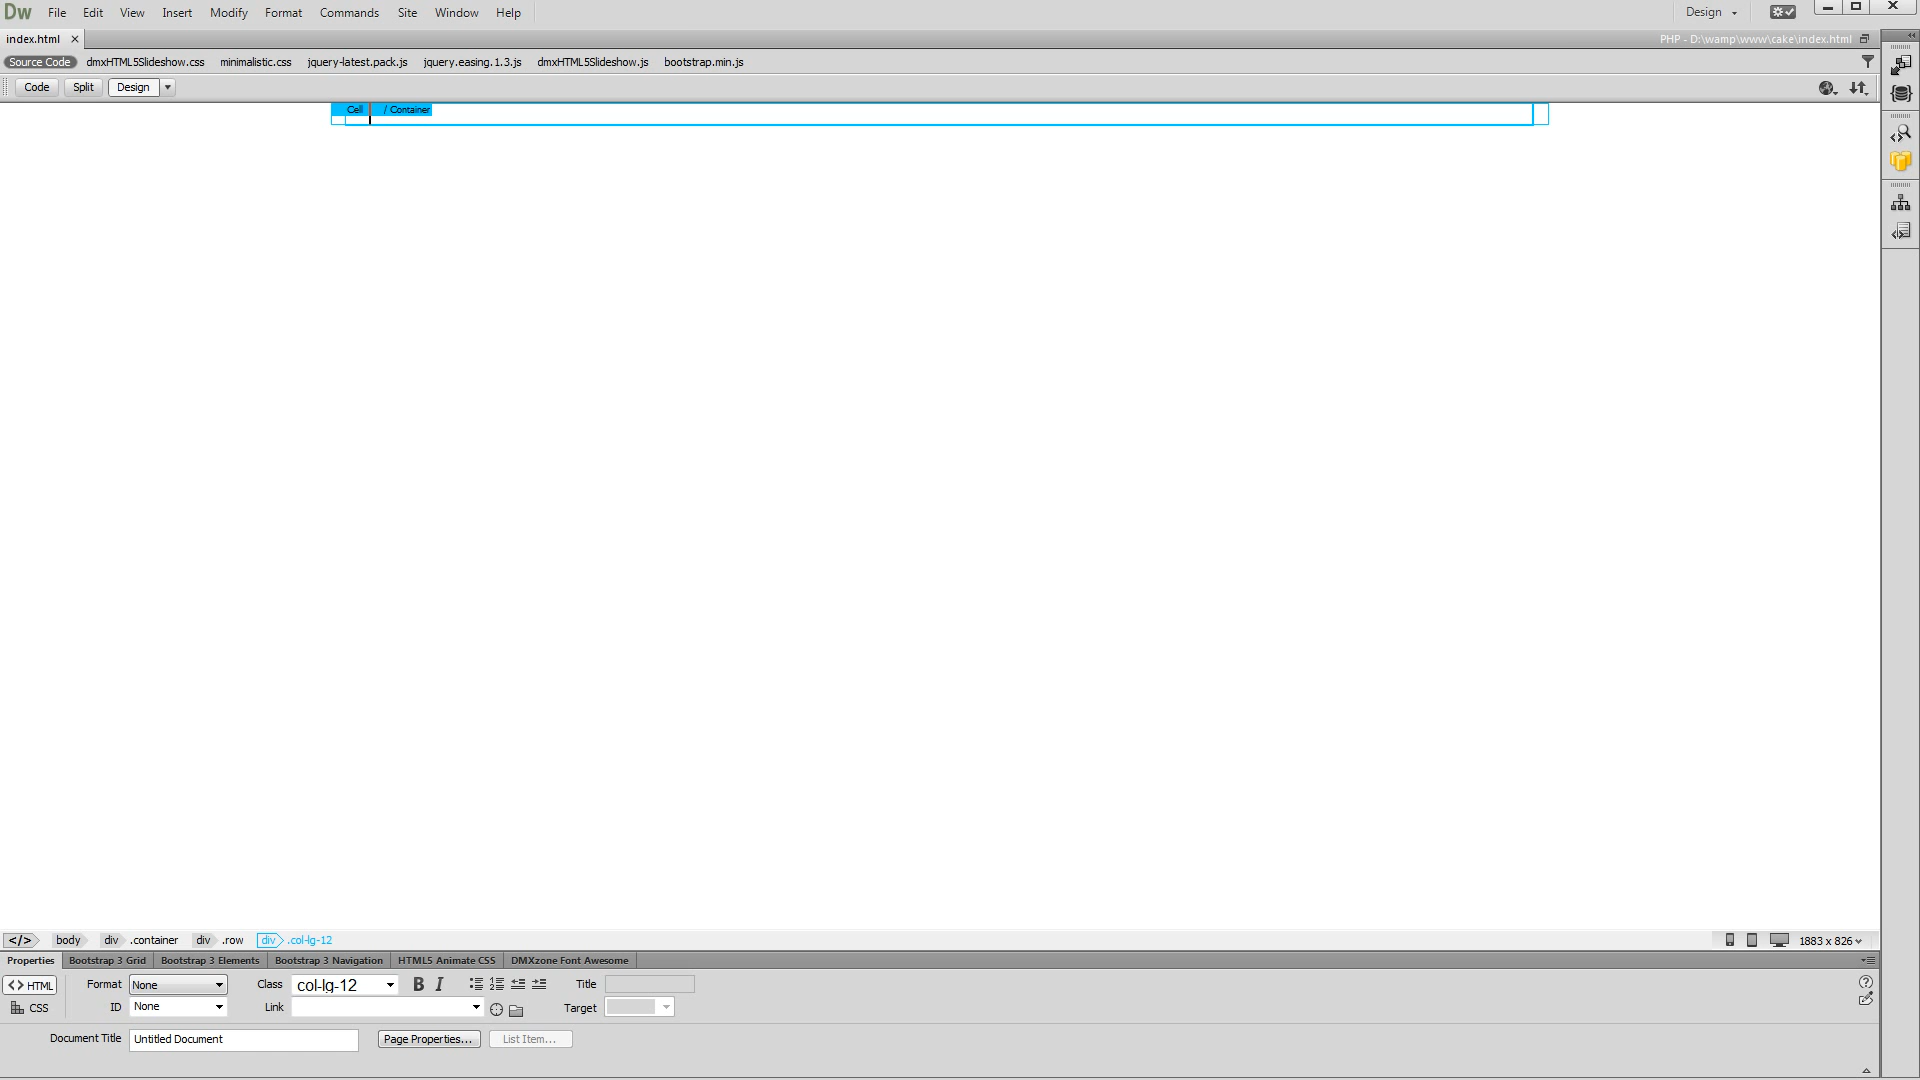 Dw File Edit View Insert Modify Format Commands Site Window Help Design
index.html PHP - D:\wamp\www\cake\index.html
Source Code dmxHTML5Slideshow.css minimalistic.css jquery-latest.pack.js jquery.easing.1.3.js dmxHTML5Slideshow.js bootstrap.min.js
Code Split Design
Cell / Container
</> body div .container div .row div .col-lg-12 1883 x 826
Properties Bootstrap 3 Grid Bootstrap 3 Elements Bootstrap 3 Navigation HTML5 Animate CSS DMXzone Font Awesome
<> HTML Format None Class col-lg-12 B I Title
CSS ID None Link Target
Document Title Untitled Document Page Properties... List Item...